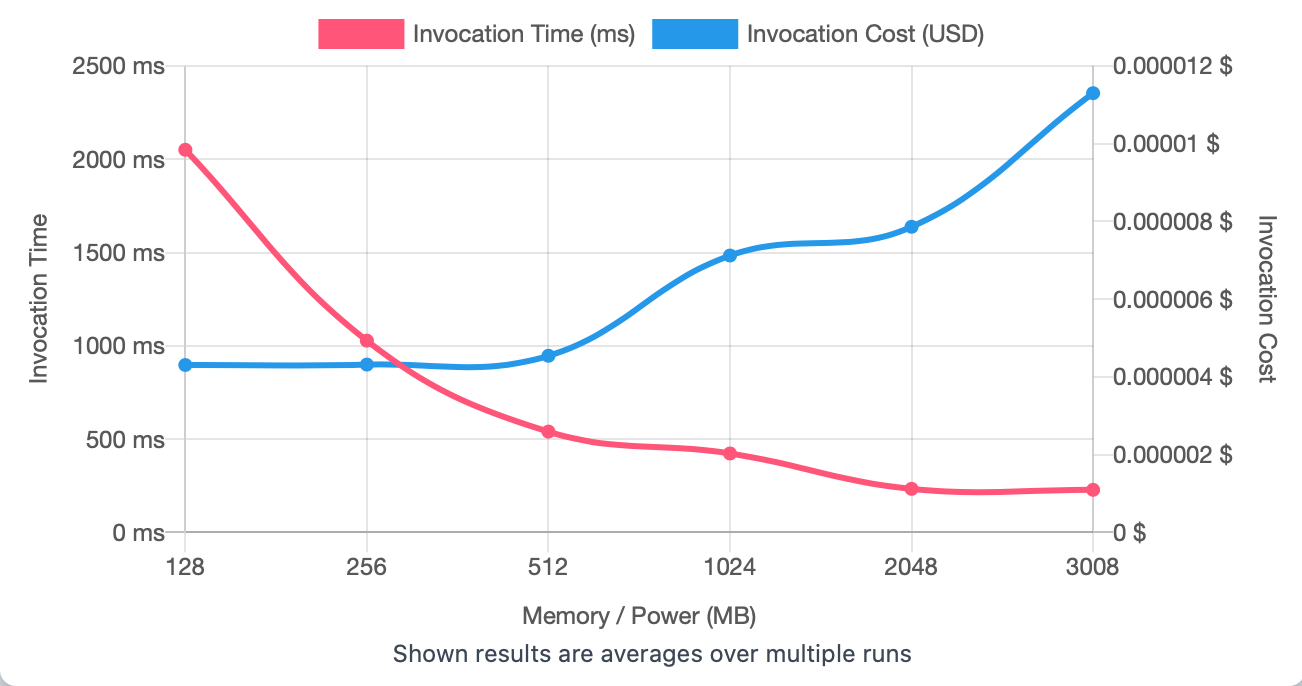 Invocation Time (ms) Invocation Cost (USD)
2500 ms
2000 ms
1500 ms
1000 ms
500 ms
0 ms
Invocation Time
0.000012 $
0.00001 $
0.000008 $
0.000006 $
0.000004 $
0.000002 $
0 $
Invocation Cost
128 256 512 1024 2048 3008
Memory / Power (MB)
Shown results are averages over multiple runs